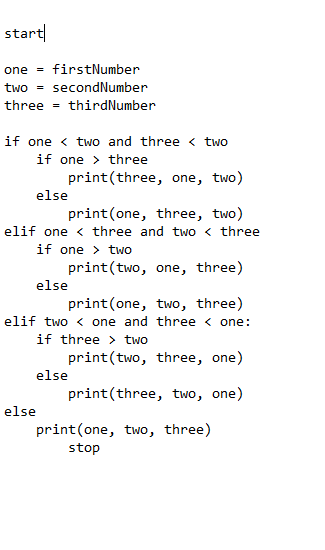 start

one = firstNumber
two = secondNumber
three = thirdNumber

if one < two and three < two
    if one > three
        print(three, one, two)
    else
        print(one, three, two)
elif one < three and two < three
    if one > two
        print(two, one, three)
    else
        print(one, two, three)
elif two < one and three < one:
    if three > two
        print(two, three, one)
    else
        print(three, two, one)
else
    print(one, two, three)
        stop